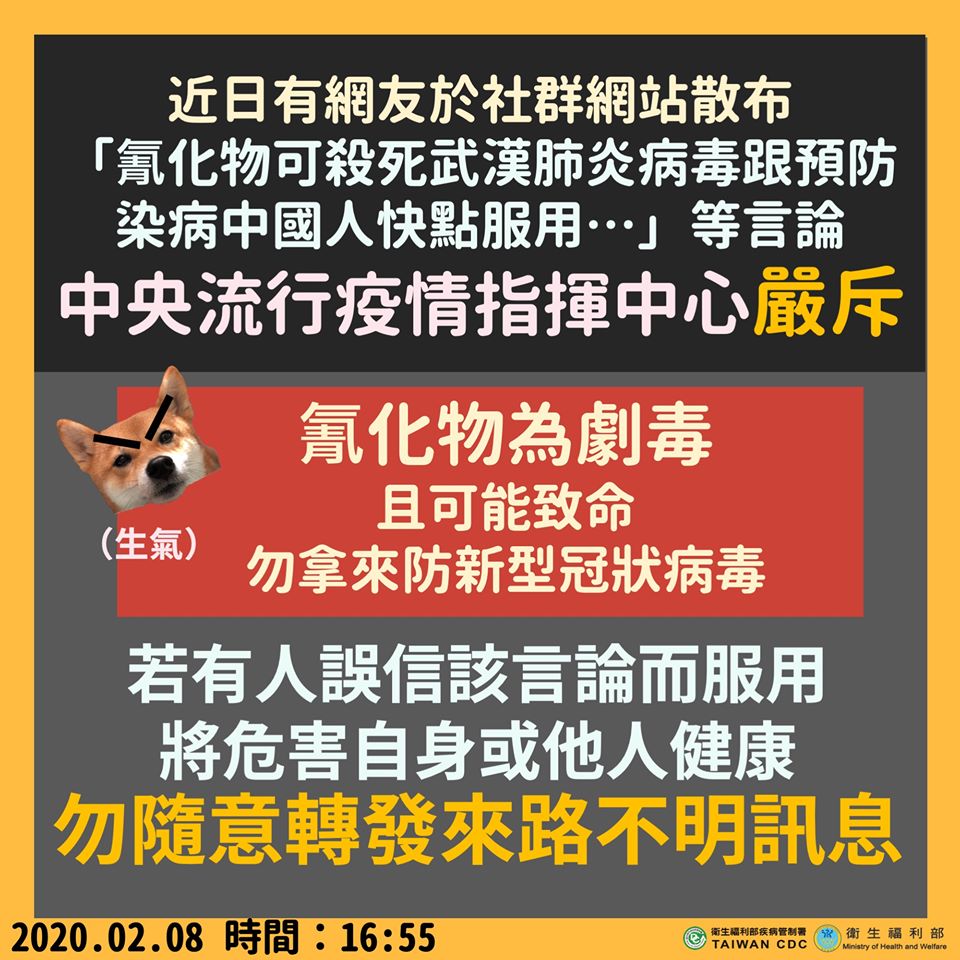 近日有網友於社群網站散布
「氰化物可殺死武漢肺炎病毒跟預防
染病中國人快點服用…」等言論
中央流行疫情指揮中心嚴斥
氰化物為劇毒
且可能致命
勿拿來防新型冠狀病毒
（生氣）
若有人誤信該言論而服用
將危害自身或他人健康
勿隨意轉發來路不明訊息
2020.02.08 時間：16:55
衛生福利部疾病管制署
TAIWAN CDC
衛生福利部
Ministry of Health and Welfare